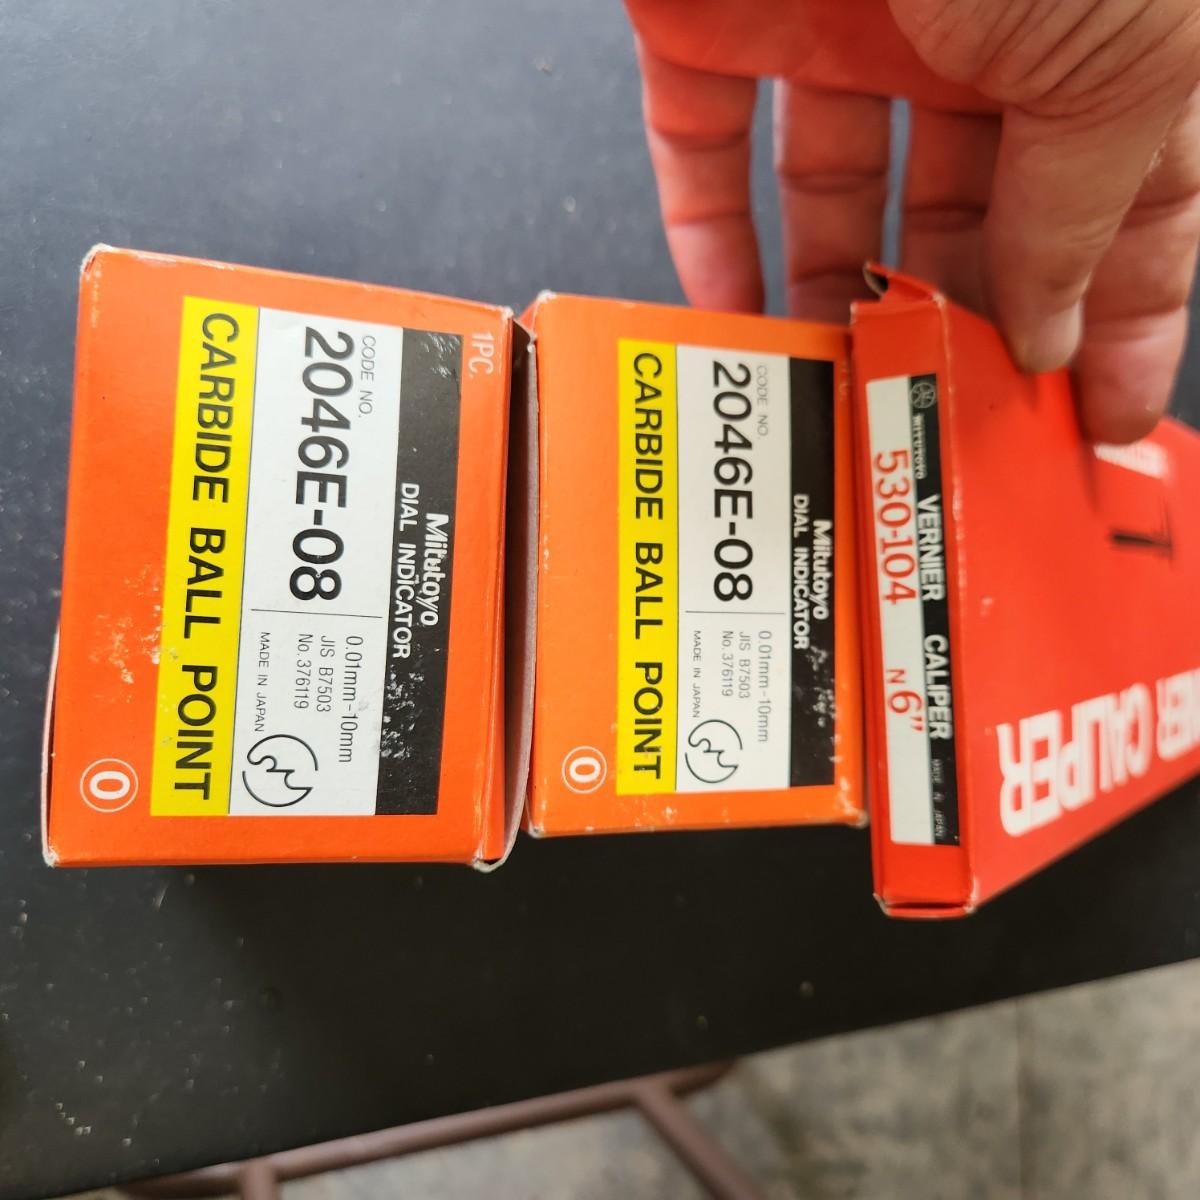 1PC.
Mitutoyo
DIAL INDICATOR
CODE NO.
2046E-08
0.01mm-10mm
JIS B7503
No.376119
MADE IN JAPAN
CARBIDE BALL POINT
O
Mitutoyo
DIAL INDICATOR
CODE NO.
2046E-08
0.01mm-10mm
JIS B7503
No.376119
MADE IN JAPAN
CARBIDE BALL POINT
O
MITUTOYO VERNIER CALIPER MADE IN JAPAN
530-104 N 6"
CALIPER